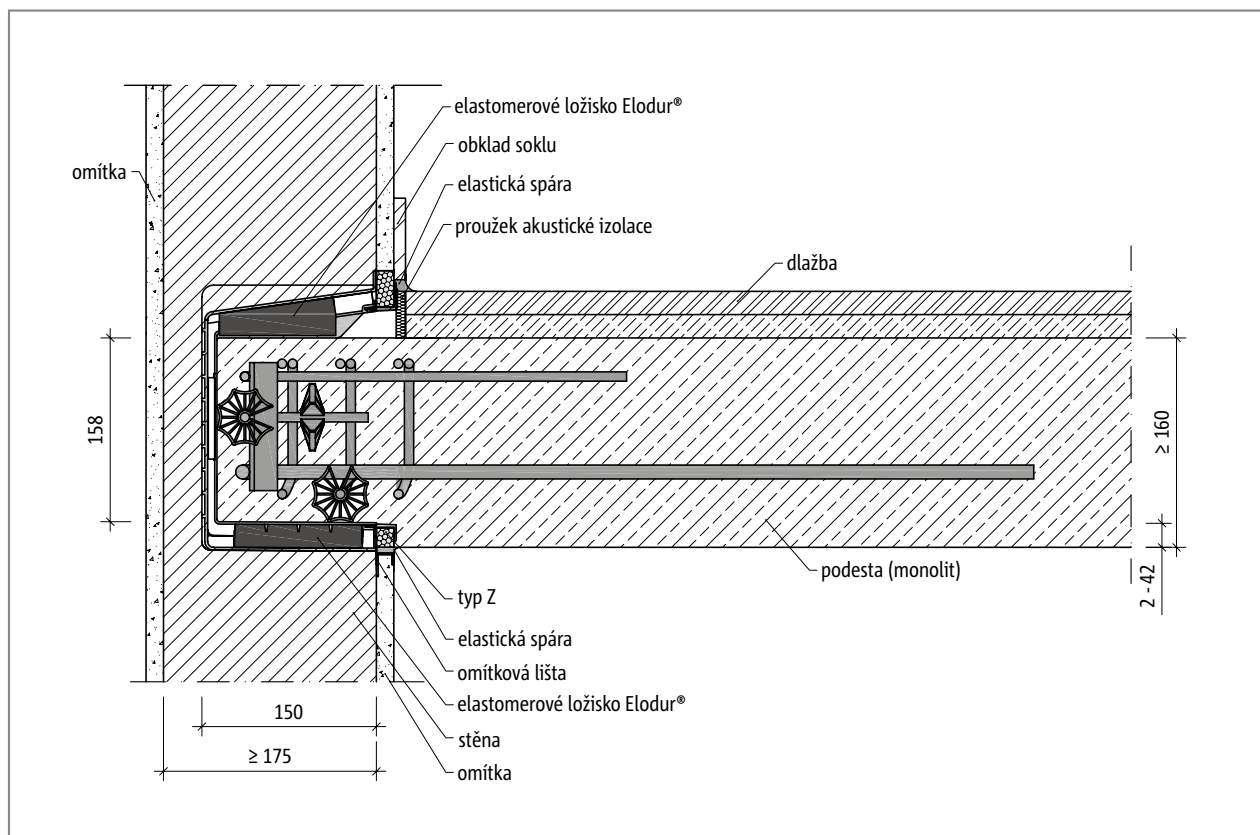 elastomerové ložisko Elodur®
obklad soklu
omítka
elastická spára
proužek akustické izolace
dlažba
158
≥ 160
podesta (monolit)
2 - 42
typ Z
elastická spára
omítková lišta
elastomerové ložisko Elodur®
150
stěna
≥ 175
omítka